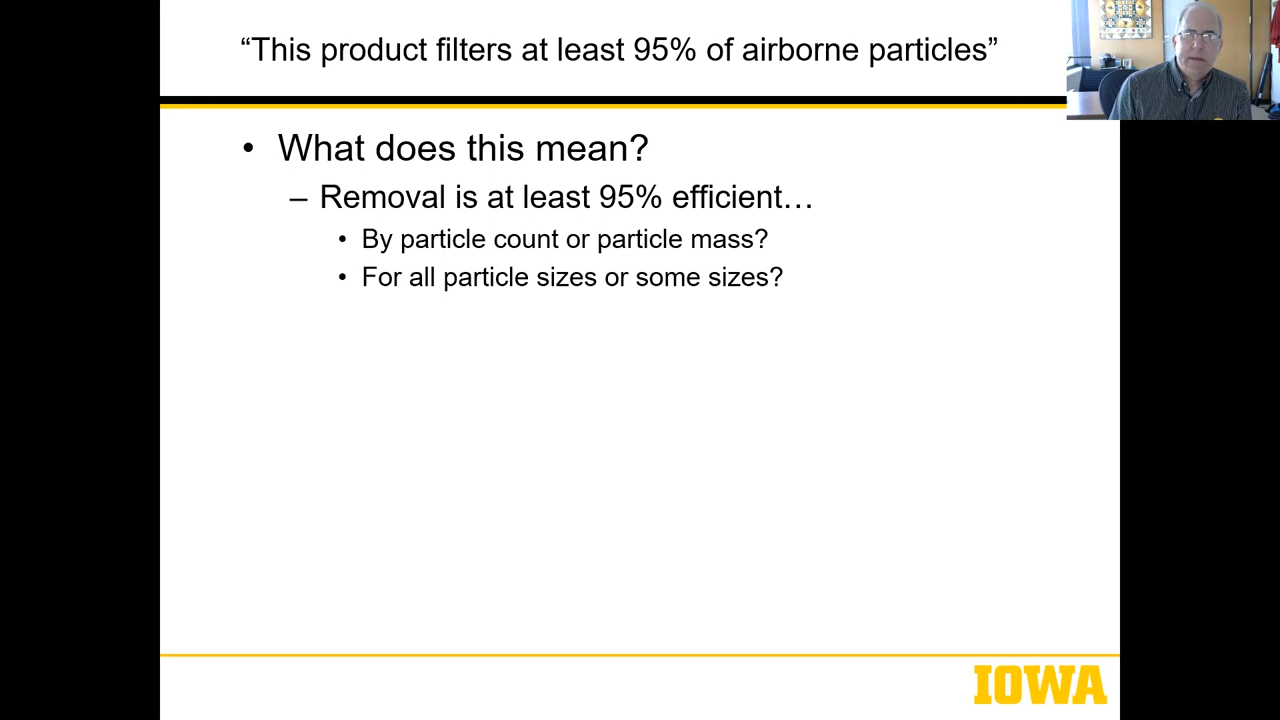 “This product filters at least 95% of airborne particles”
• What does this mean?
– Removal is at least 95% efficient…
• By particle count or particle mass?
• For all particle sizes or some sizes?
IOWA